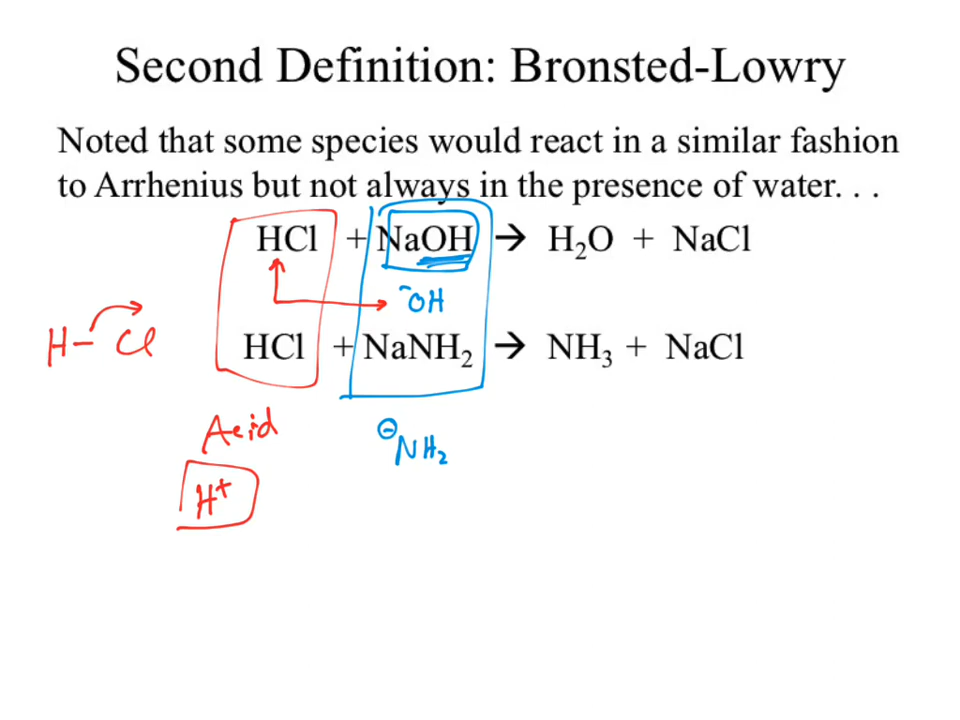 Second Definition: Bronsted-Lowry
Noted that some species would react in a similar fashion
to Arrhenius but not always in the presence of water. . .
HCl + NaOH → H₂O + NaCl
⁻OH
H-Cl
HCl + NaNH₂ → NH₃ + NaCl
Acid
⊖NH₂
H⁺